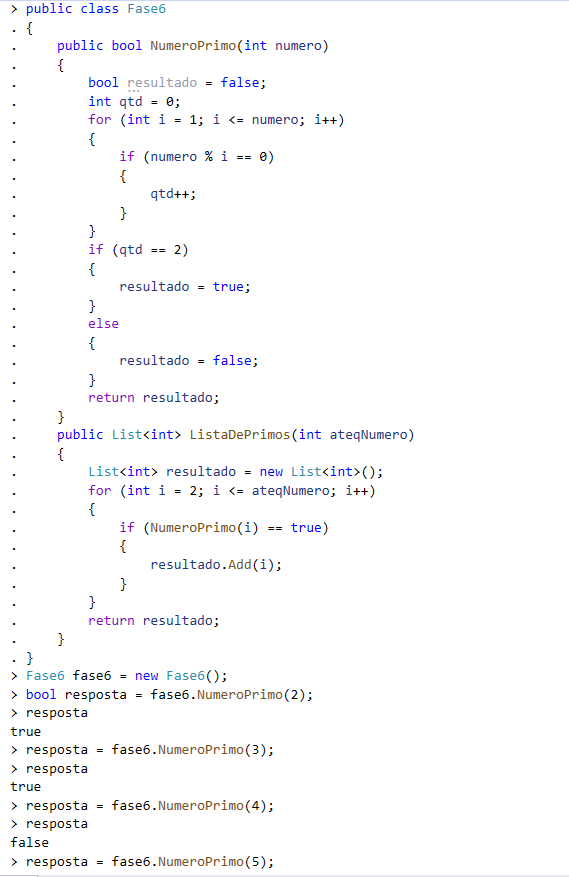 > public class Fase6
. {
.     public bool NumeroPrimo(int numero)
.     {
.         bool resultado = false;
.         int qtd = 0;
.         for (int i = 1; i <= numero; i++)
.         {
.             if (numero % i == 0)
.             {
.                 qtd++;
.             }
.         }
.         if (qtd == 2)
.         {
.             resultado = true;
.         }
.         else
.         {
.             resultado = false;
.         }
.         return resultado;
.     }
.     public List<int> ListaDePrimos(int ateqNumero)
.     {
.         List<int> resultado = new List<int>();
.         for (int i = 2; i <= ateqNumero; i++)
.         {
.             if (NumeroPrimo(i) == true)
.             {
.                 resultado.Add(i);
.             }
.         }
.         return resultado;
.     }
. }
> Fase6 fase6 = new Fase6();
> bool resposta = fase6.NumeroPrimo(2);
> resposta
true
> resposta = fase6.NumeroPrimo(3);
> resposta
true
> resposta = fase6.NumeroPrimo(4);
> resposta
false
> resposta = fase6.NumeroPrimo(5);